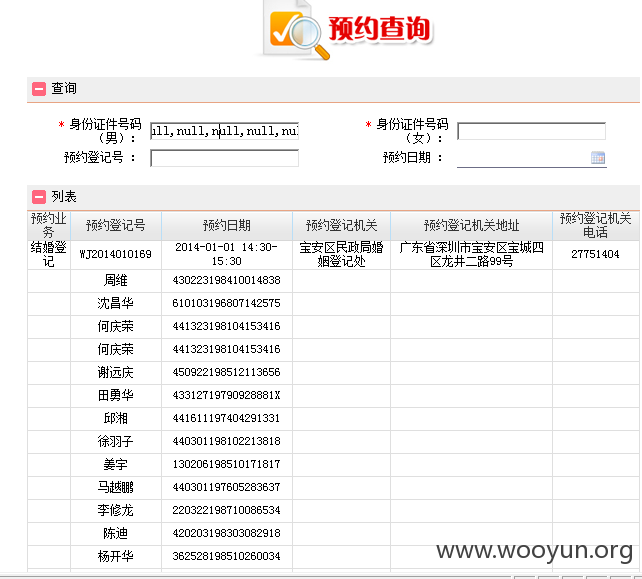 预约查询
查询
* 身份证件号码
(男):
ull,null,null,null,nul
* 身份证件号码
(女):
预约登记号 :
预约日期 :
列表
预约业务 预约登记号 预约日期 预约登记机关 预约登记机关地址 预约登记机关电话
结婚登记 WJ2014010169 2014-01-01 14:30-15:30 宝安区民政局婚姻登记处 广东省深圳市宝安区宝城四区龙井二路99号 27751404
周维 430223198410014838
沈昌华 610103196807142575
何庆荣 441323198104153416
何庆荣 441323198104153416
谢远庆 450922198512113656
田勇华 43312719790928881X
邱湘 441611197404291331
徐羽子 440301198102213818
姜宇 130206198510171817
马越鹏 440301197605283637
李修龙 220322198710086534
陈迪 420203198303082918
杨开华 362528198510260034
www.wooyun.org